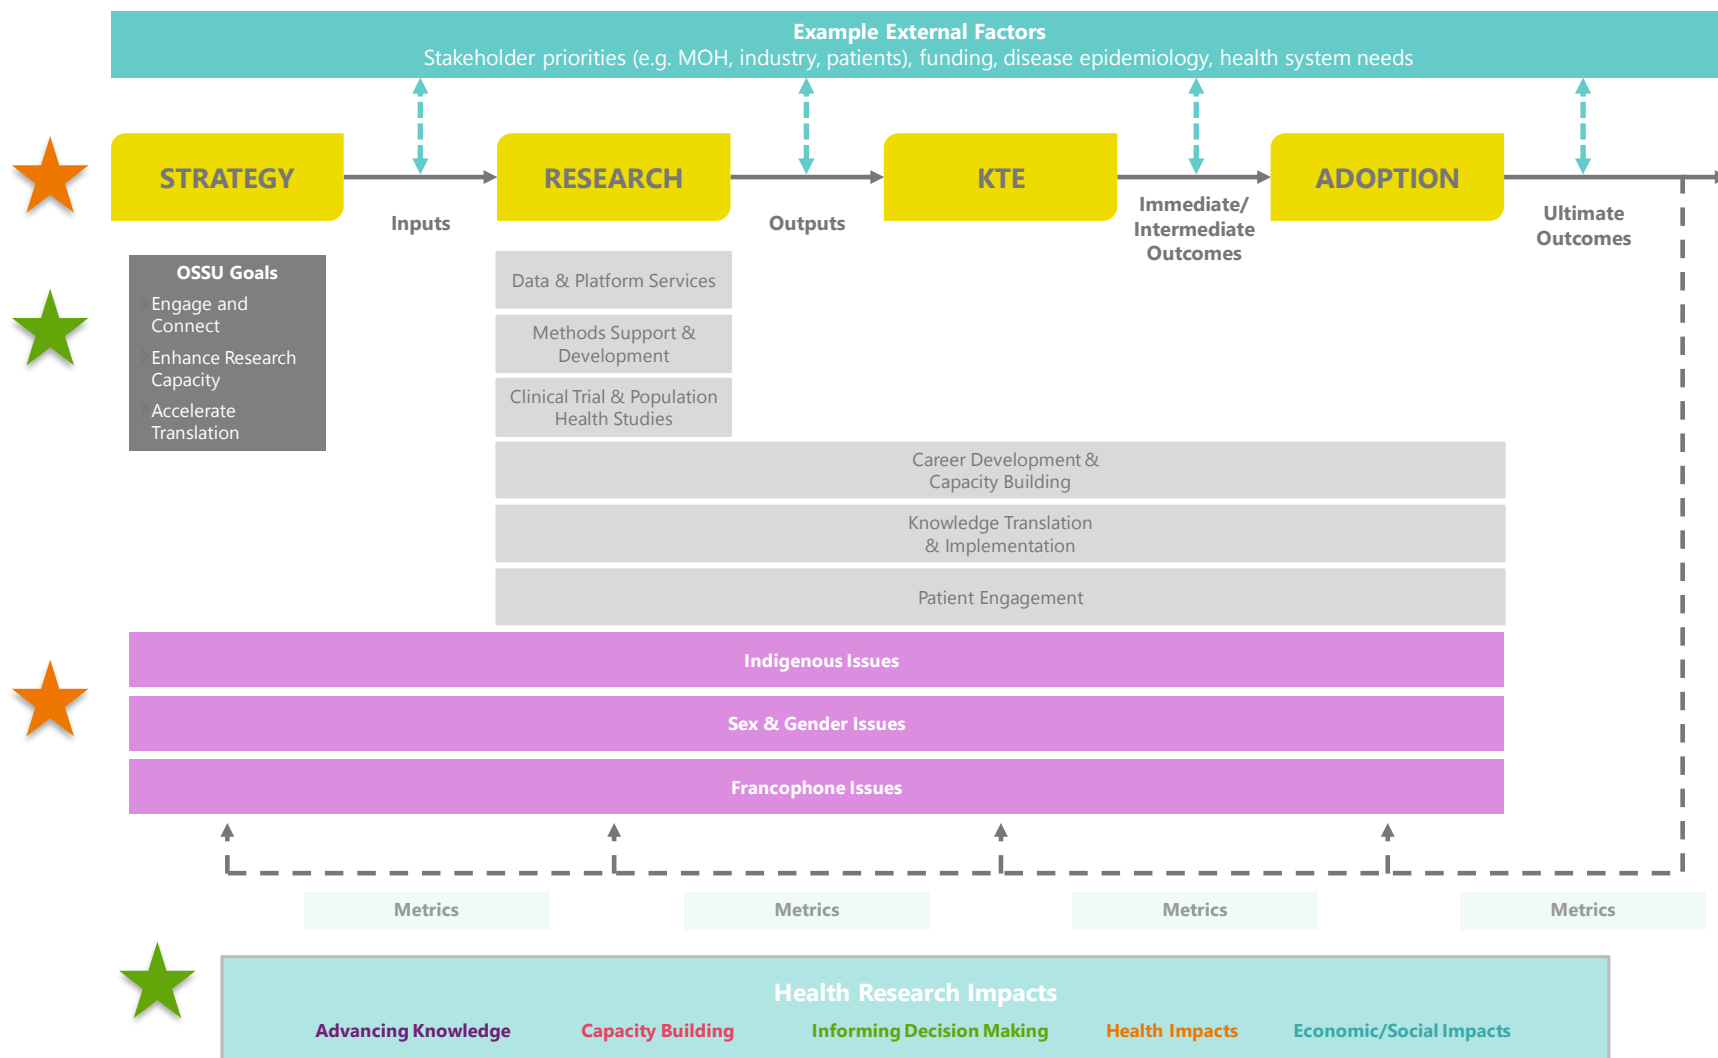 Example External Factors
Stakeholder priorities (e.g. MOH, industry, patients), funding, disease epidemiology, health system needs
STRATEGY
RESEARCH
KTE
ADOPTION
Inputs
Outputs
Immediate/
Intermediate
Outcomes
Ultimate
Outcomes
OSSU Goals
Engage and
Connect
Enhance Research
Capacity
Accelerate
Translation
Data & Platform Services
Methods Support &
Development
Clinical Trial & Population
Health Studies
Career Development &
Capacity Building
Knowledge Translation
& Implementation
Patient Engagement
Indigenous Issues
Sex & Gender Issues
Francophone Issues
Metrics
Metrics
Metrics
Metrics
Health Research Impacts
Advancing Knowledge
Capacity Building
Informing Decision Making
Health Impacts
Economic/Social Impacts